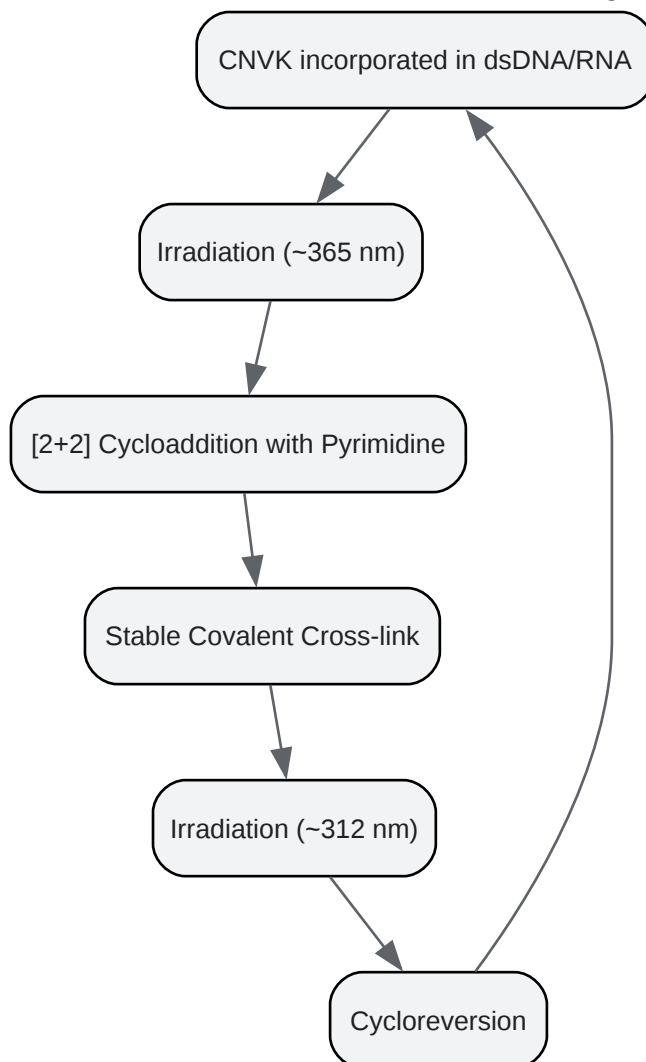 CNVK incorporated in dsDNA/RNA
Irradiation (~365 nm)
[2+2] Cycloaddition with Pyrimidine
Stable Covalent Cross-link
Irradiation (~312 nm)
Cycloreversion